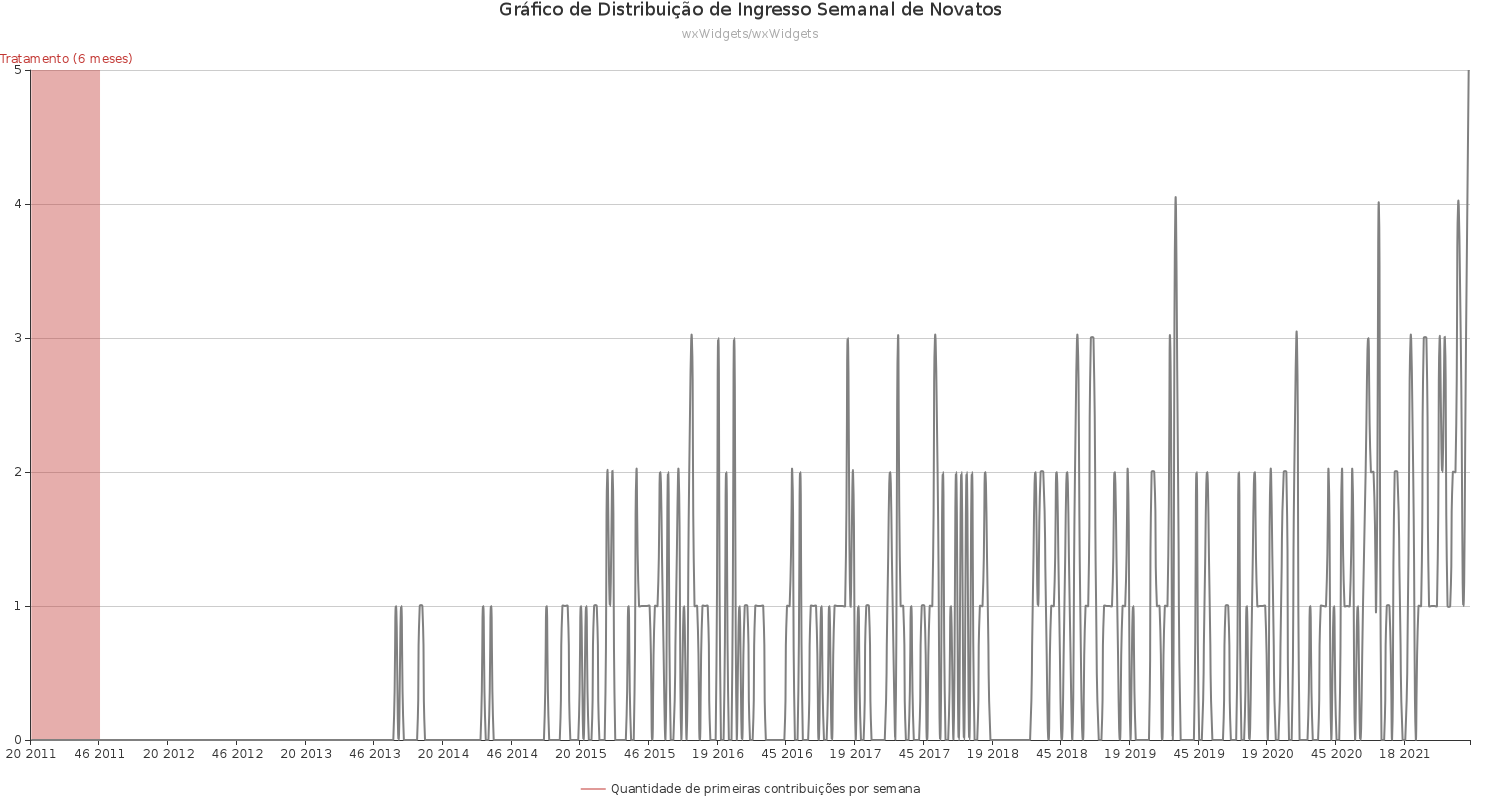 Gráfico de Distribuição de Ingresso Semanal de Novatos
wxWidgets/wxWidgets
Tratamento (6 meses)
5
4
3
2
1
0
20 2011 46 2011 20 2012 46 2012 20 2013 46 2013 20 2014 46 2014 20 2015 46 2015 19 2016 45 2016 19 2017 45 2017 19 2018 45 2018 19 2019 45 2019 19 2020 45 2020 18 2021
Quantidade de primeiras contribuições por semana